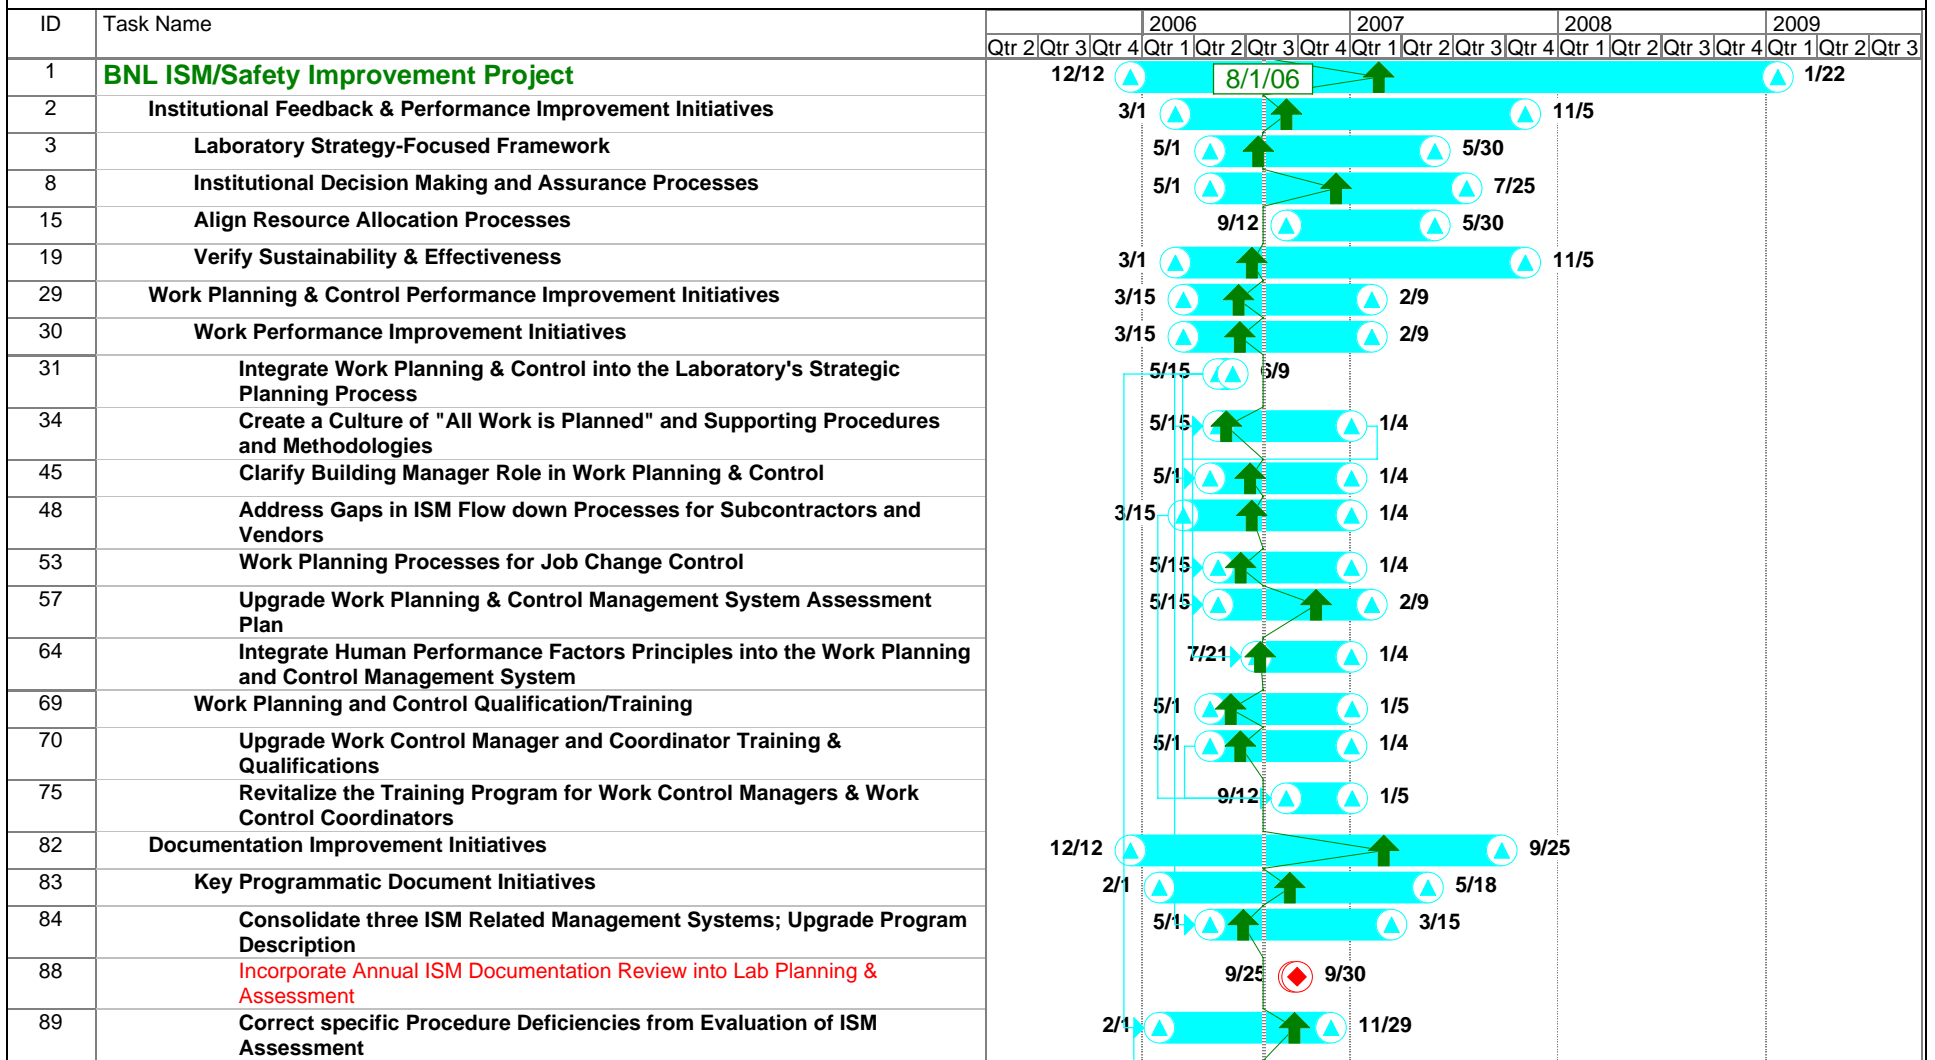 ID Task Name 2006 2007 2008 2009
Qtr 2 Qtr 3 Qtr 4 Qtr 1 Qtr 2 Qtr 3 Qtr 4 Qtr 1 Qtr 2 Qtr 3 Qtr 4 Qtr 1 Qtr 2 Qtr 3 Qtr 4 Qtr 1 Qtr 2 Qtr 3
1 BNL ISM/Safety Improvement Project 12/12 8/1/06 1/22
2 Institutional Feedback & Performance Improvement Initiatives 3/1 11/5
3 Laboratory Strategy-Focused Framework 5/1 5/30
8 Institutional Decision Making and Assurance Processes 5/1 7/25
15 Align Resource Allocation Processes 9/12 5/30
19 Verify Sustainability & Effectiveness 3/1 11/5
29 Work Planning & Control Performance Improvement Initiatives 3/15 2/9
30 Work Performance Improvement Initiatives 3/15 2/9
31 Integrate Work Planning & Control into the Laboratory's Strategic 5/15 6/9
Planning Process
34 Create a Culture of "All Work is Planned" and Supporting Procedures 5/15 1/4
and Methodologies
45 Clarify Building Manager Role in Work Planning & Control 5/1 1/4
48 Address Gaps in ISM Flow down Processes for Subcontractors and 3/15 1/4
Vendors
53 Work Planning Processes for Job Change Control 5/15 1/4
57 Upgrade Work Planning & Control Management System Assessment 5/15 2/9
Plan
64 Integrate Human Performance Factors Principles into the Work Planning 7/21 1/4
and Control Management System
69 Work Planning and Control Qualification/Training 5/1 1/5
70 Upgrade Work Control Manager and Coordinator Training & 5/1 1/4
Qualifications
75 Revitalize the Training Program for Work Control Managers & Work 9/12 1/5
Control Coordinators
82 Documentation Improvement Initiatives 12/12 9/25
83 Key Programmatic Document Initiatives 2/1 5/18
84 Consolidate three ISM Related Management Systems; Upgrade Program 5/1 3/15
Description
88 Incorporate Annual ISM Documentation Review into Lab Planning & 9/25 9/30
Assessment
89 Correct specific Procedure Deficiencies from Evaluation of ISM 2/1 11/29
Assessment